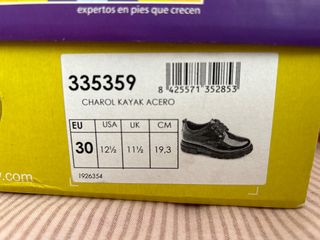 expertos en pies que crecen
335359
8 425571 352853
CHAROL KAYAK ACERO
EU USA UK CM
30 12½ 11½ 19,3
1926354
.com